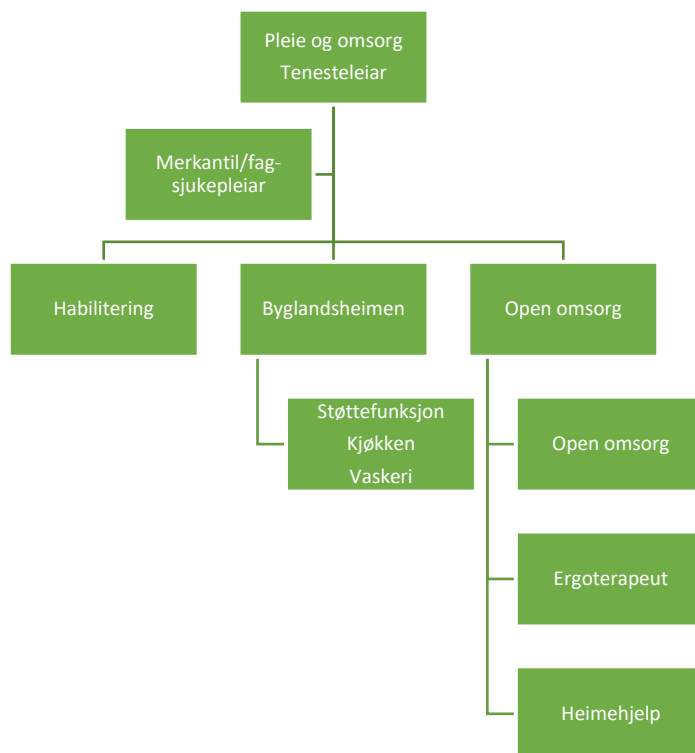 Pleie og omsorg
Tenesteleiar
Merkantil/fag-
sjukepleiar
Habilitering
Byglandsheimen
Open omsorg
Støttefunksjon
Kjøkken
Vaskeri
Open omsorg
Ergoterapeut
Heimehjelp